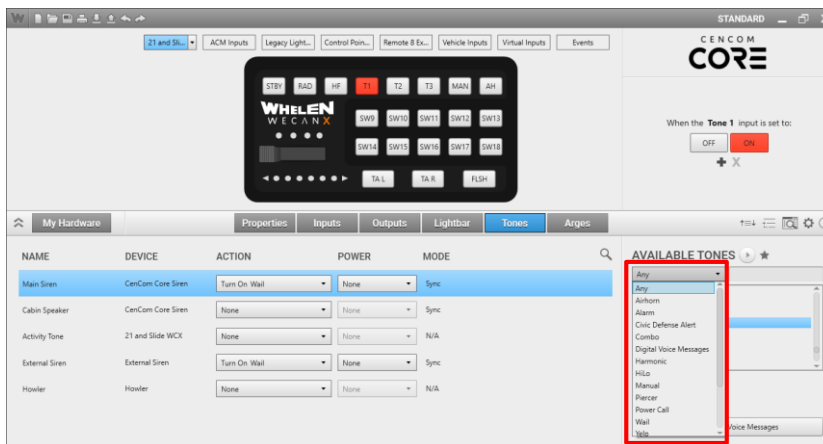 STANDARD
21 and Sli...
ACM Inputs
Legacy Light...
Control Poin...
Remote 8 Ex...
Vehicle Inputs
Virtual Inputs
Events
CENCOM
CORE
STBY RAD HF T1 T2 T3 MAN AH
WHELEN
WECANX
SW9 SW10 SW11 SW12 SW13
SW14 SW15 SW16 SW17 SW18
TA L TA R FLSH
When the Tone 1 input is set to:
OFF ON
My Hardware
Properties Inputs Outputs Lightbar Tones Arges
NAME DEVICE ACTION POWER MODE
Main Siren CenCom Core Siren Turn On Wail None Sync
Cabin Speaker CenCom Core Siren None None Sync
Activity Tone 21 and Slide WCX None None N/A
External Siren External Siren Turn On Wail None Sync
Howler Howler None None N/A
AVAILABLE TONES
Any
Any
Airhorn
Alarm
Civic Defense Alert
Combo
Digital Voice Messages
Harmonic
HiLo
Manual
Piercer
Power Call
Wail
Yelp
Voice Messages